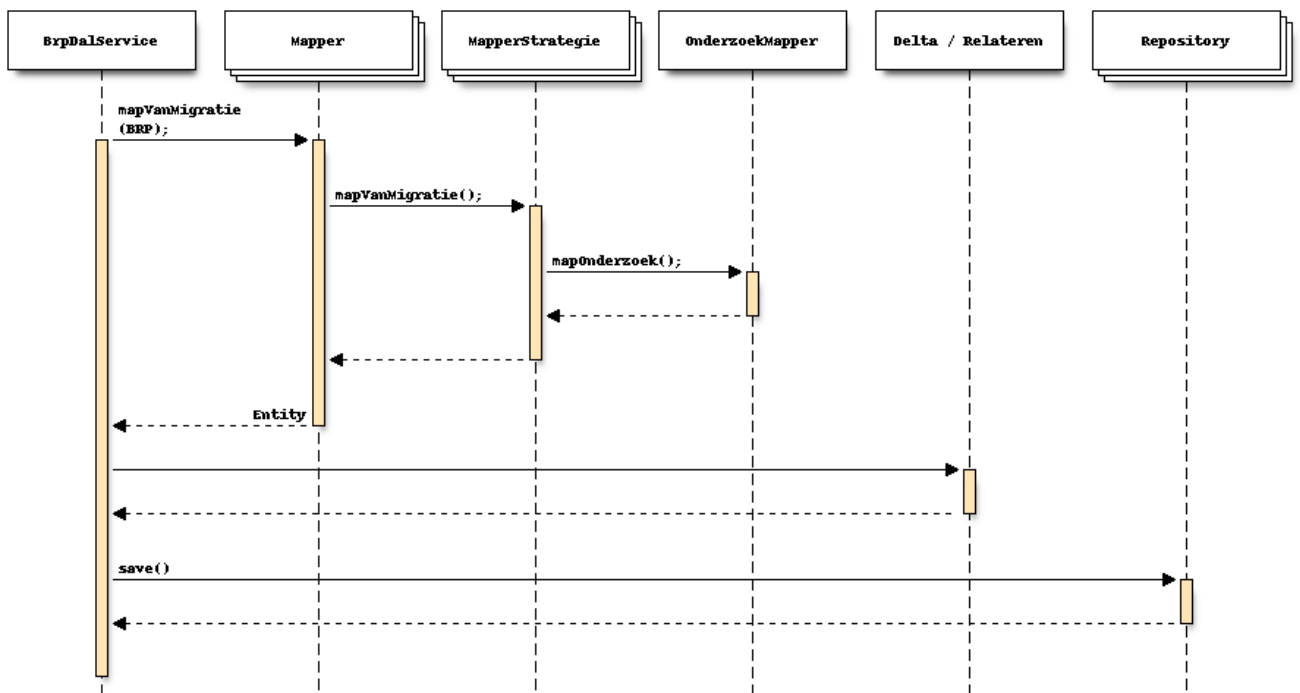 BrpDalService
Mapper
MapperStrategie
OnderzoekMapper
Delta / Relateren
Repository
mapVanMigratie
(BRP);
mapVanMigratie();
mapOnderzoek();
Entity
save()